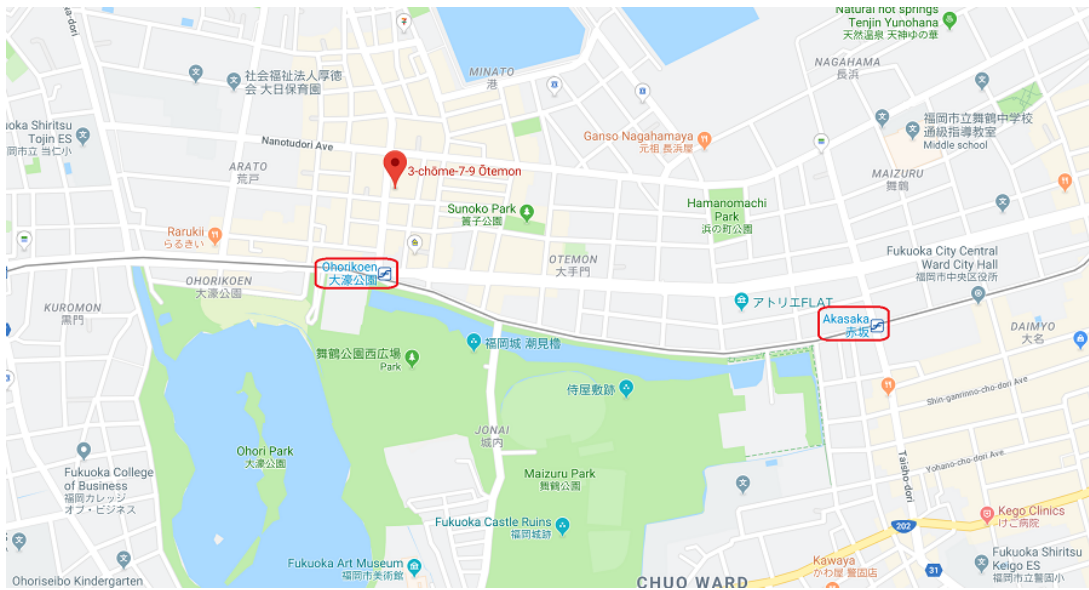 Natural hot springs
Tenjin Yunohana
天然温泉 天神ゆの華
MINATO
港
NAGAHAMA
長浜
社会福祉法人厚徳
会 大日保育園
uoka Shiritsu
Tojin ES
岡市立 当仁小
Nanotudori Ave
Ganso Nagahamaya
元祖 長浜屋
福岡市立舞鶴中学校
通級指導教室
Middle school
ARATO
荒戸
3-chōme-7-9 Ōtemon
MAIZURU
舞鶴
Sunoko Park
簀子公園
Hamanomachi
Park
浜の町公園
Rarukii
らるきい
OTEMON
大手門
Fukuoka City Central
Ward City Hall
福岡市中央区役所
Ohorikoen
大濠公園
OHORIKOEN
大濠公園
アトリエFLAT
KUROMON
黒門
Akasaka
赤坂
DAIMYO
大名
舞鶴公園西広場
Park
福岡城 潮見櫓
侍屋敷跡
Shin-ganrinno-cho-dori Ave
JONAI
城内
Ohori Park
大濠公園
Taisho-dori
Yohano-cho-dori Ave
Fukuoka College
of Business
福岡カレッジ
オブ・ビジネス
Maizuru Park
舞鶴公園
Fukuoka Castle Ruins
福岡城跡
202
Kego Clinics
けご病院
Fukuoka Art Museum
福岡市美術館
Kawaya
かわ屋 警固店
31
Fukuoka Shiritsu
Keigo ES
福岡市立警固小
Ohoriseibo Kindergarten
CHUO WARD